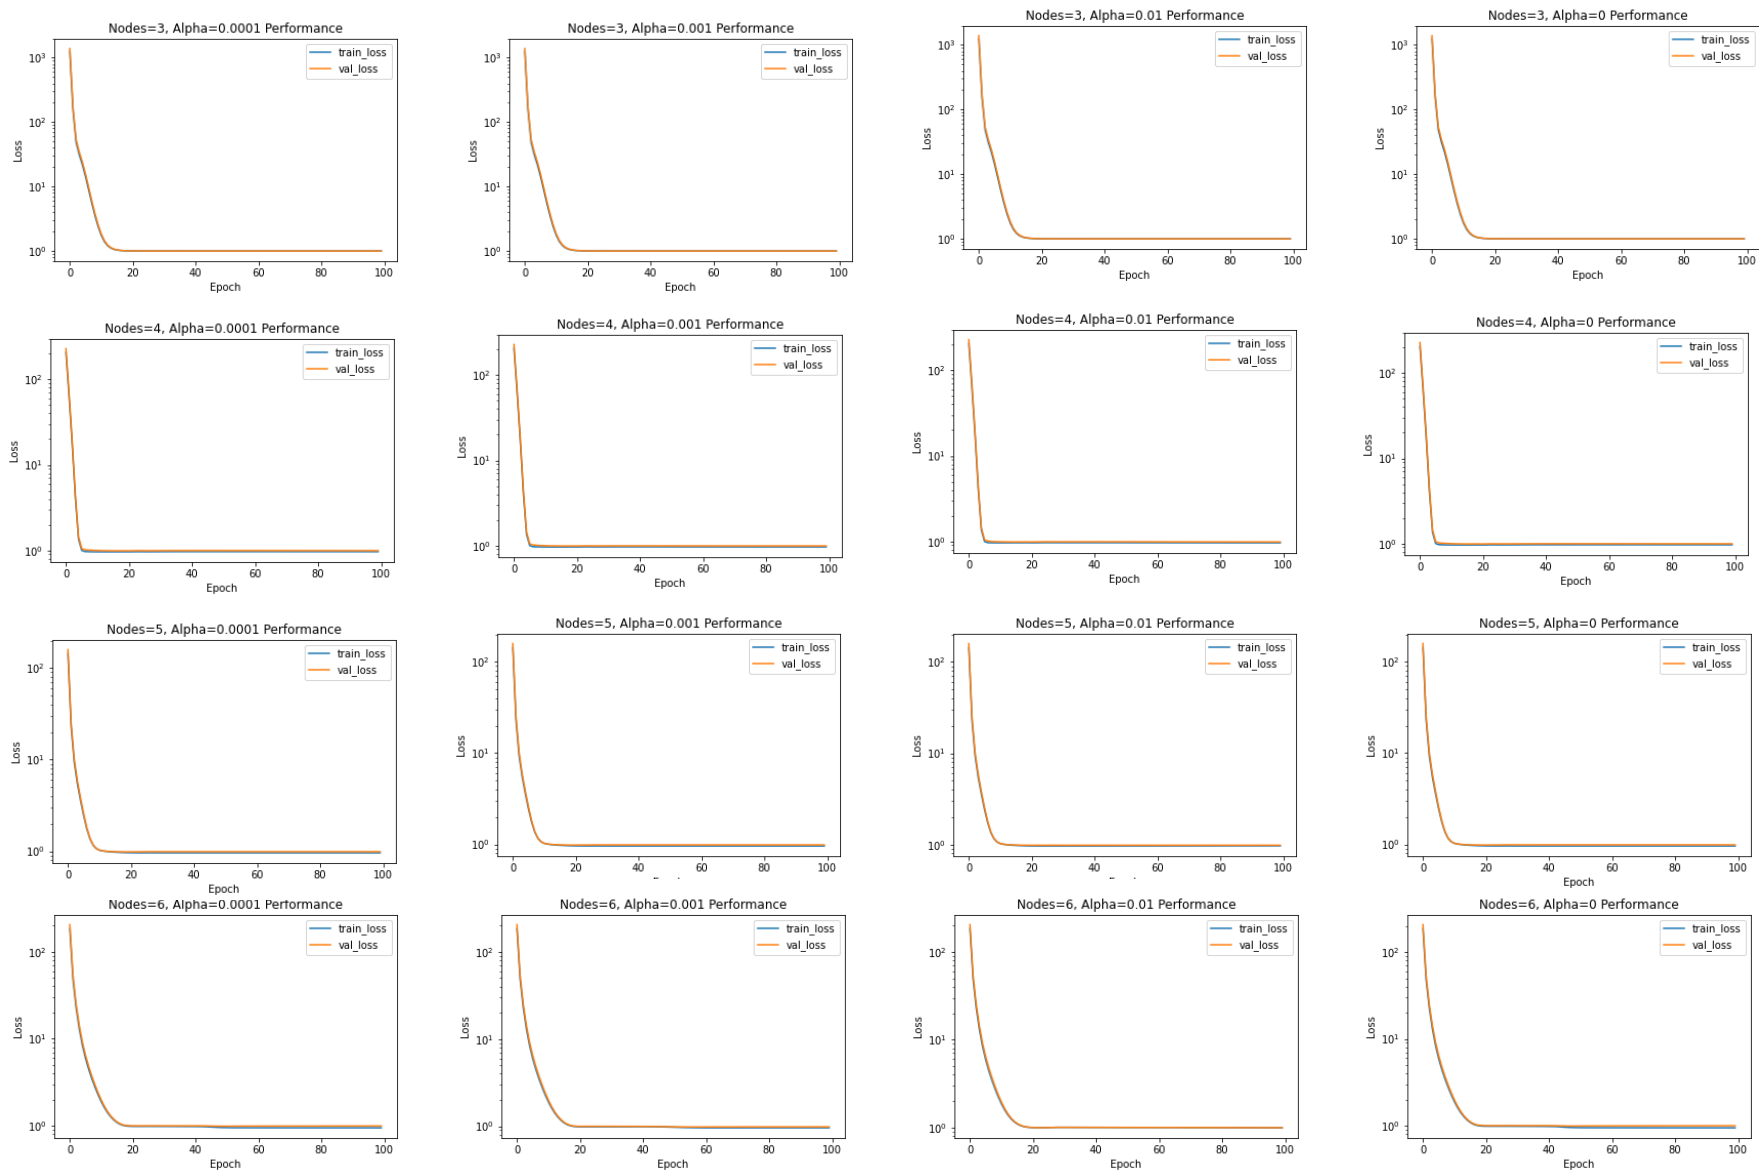 Nodes=3, Alpha=0.0001 Performance
Loss
10³
10²
10¹
10⁰
train_loss
val_loss
0 20 40 60 80 100
Epoch
Nodes=3, Alpha=0.001 Performance
Loss
10³
10²
10¹
10⁰
train_loss
val_loss
0 20 40 60 80 100
Epoch
Nodes=3, Alpha=0.01 Performance
Loss
10³
10²
10¹
10⁰
train_loss
val_loss
0 20 40 60 80 100
Epoch
Nodes=3, Alpha=0 Performance
Loss
10³
10²
10¹
10⁰
train_loss
val_loss
0 20 40 60 80 100
Epoch
Nodes=4, Alpha=0.0001 Performance
Loss
10²
10¹
10⁰
train_loss
val_loss
0 20 40 60 80 100
Epoch
Nodes=4, Alpha=0.001 Performance
Loss
10²
10¹
10⁰
train_loss
val_loss
0 20 40 60 80 100
Epoch
Nodes=4, Alpha=0.01 Performance
Loss
10²
10¹
10⁰
train_loss
val_loss
0 20 40 60 80 100
Epoch
Nodes=4, Alpha=0 Performance
Loss
10²
10¹
10⁰
train_loss
val_loss
0 20 40 60 80 100
Epoch
Nodes=5, Alpha=0.0001 Performance
Loss
10²
10¹
10⁰
train_loss
val_loss
0 20 40 60 80 100
Epoch
Nodes=5, Alpha=0.001 Performance
Loss
10²
10¹
10⁰
train_loss
val_loss
0 20 40 60 80 100
Nodes=5, Alpha=0.01 Performance
Loss
10²
10¹
10⁰
train_loss
val_loss
0 20 40 60 80 100
Nodes=5, Alpha=0 Performance
Loss
10²
10¹
10⁰
train_loss
val_loss
0 20 40 60 80 100
Epoch
Nodes=6, Alpha=0.0001 Performance
Loss
10²
10¹
10⁰
train_loss
val_loss
0 20 40 60 80 100
Epoch
Nodes=6, Alpha=0.001 Performance
Loss
10²
10¹
10⁰
train_loss
val_loss
0 20 40 60 80 100
Epoch
Nodes=6, Alpha=0.01 Performance
Loss
10²
10¹
10⁰
train_loss
val_loss
0 20 40 60 80 100
Epoch
Nodes=6, Alpha=0 Performance
Loss
10²
10¹
10⁰
train_loss
val_loss
0 20 40 60 80 100
Epoch